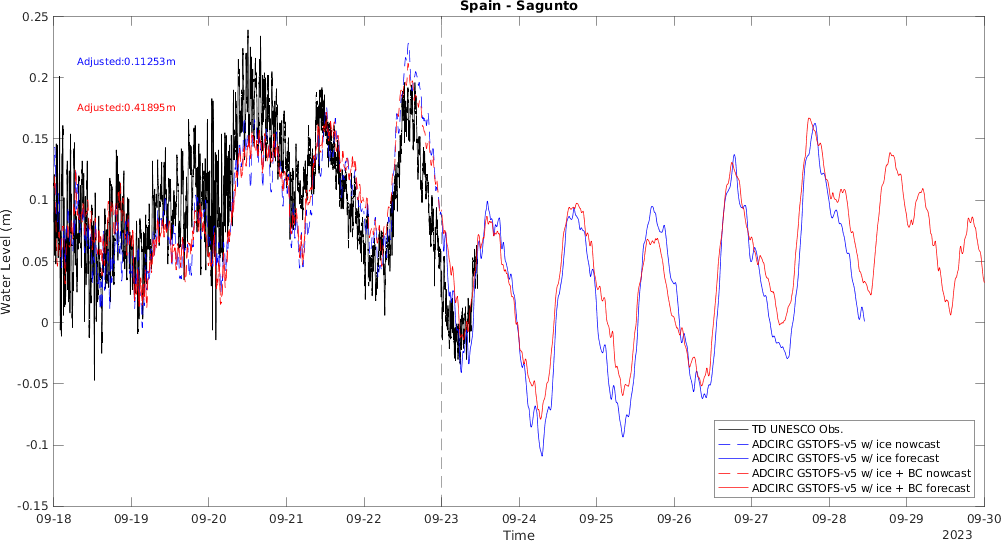 Spain - Sagunto
0.25
0.2
0.15
0.1
0.05
0
-0.05
-0.1
-0.15
Water Level (m)
Adjusted:0.11253m
Adjusted:0.41895m
TD UNESCO Obs.
ADCIRC GSTOFS-v5 w/ ice nowcast
ADCIRC GSTOFS-v5 w/ ice forecast
ADCIRC GSTOFS-v5 w/ ice + BC nowcast
ADCIRC GSTOFS-v5 w/ ice + BC forecast
09-18 09-19 09-20 09-21 09-22 09-23 09-24 09-25 09-26 09-27 09-28 09-29 09-30
Time
2023